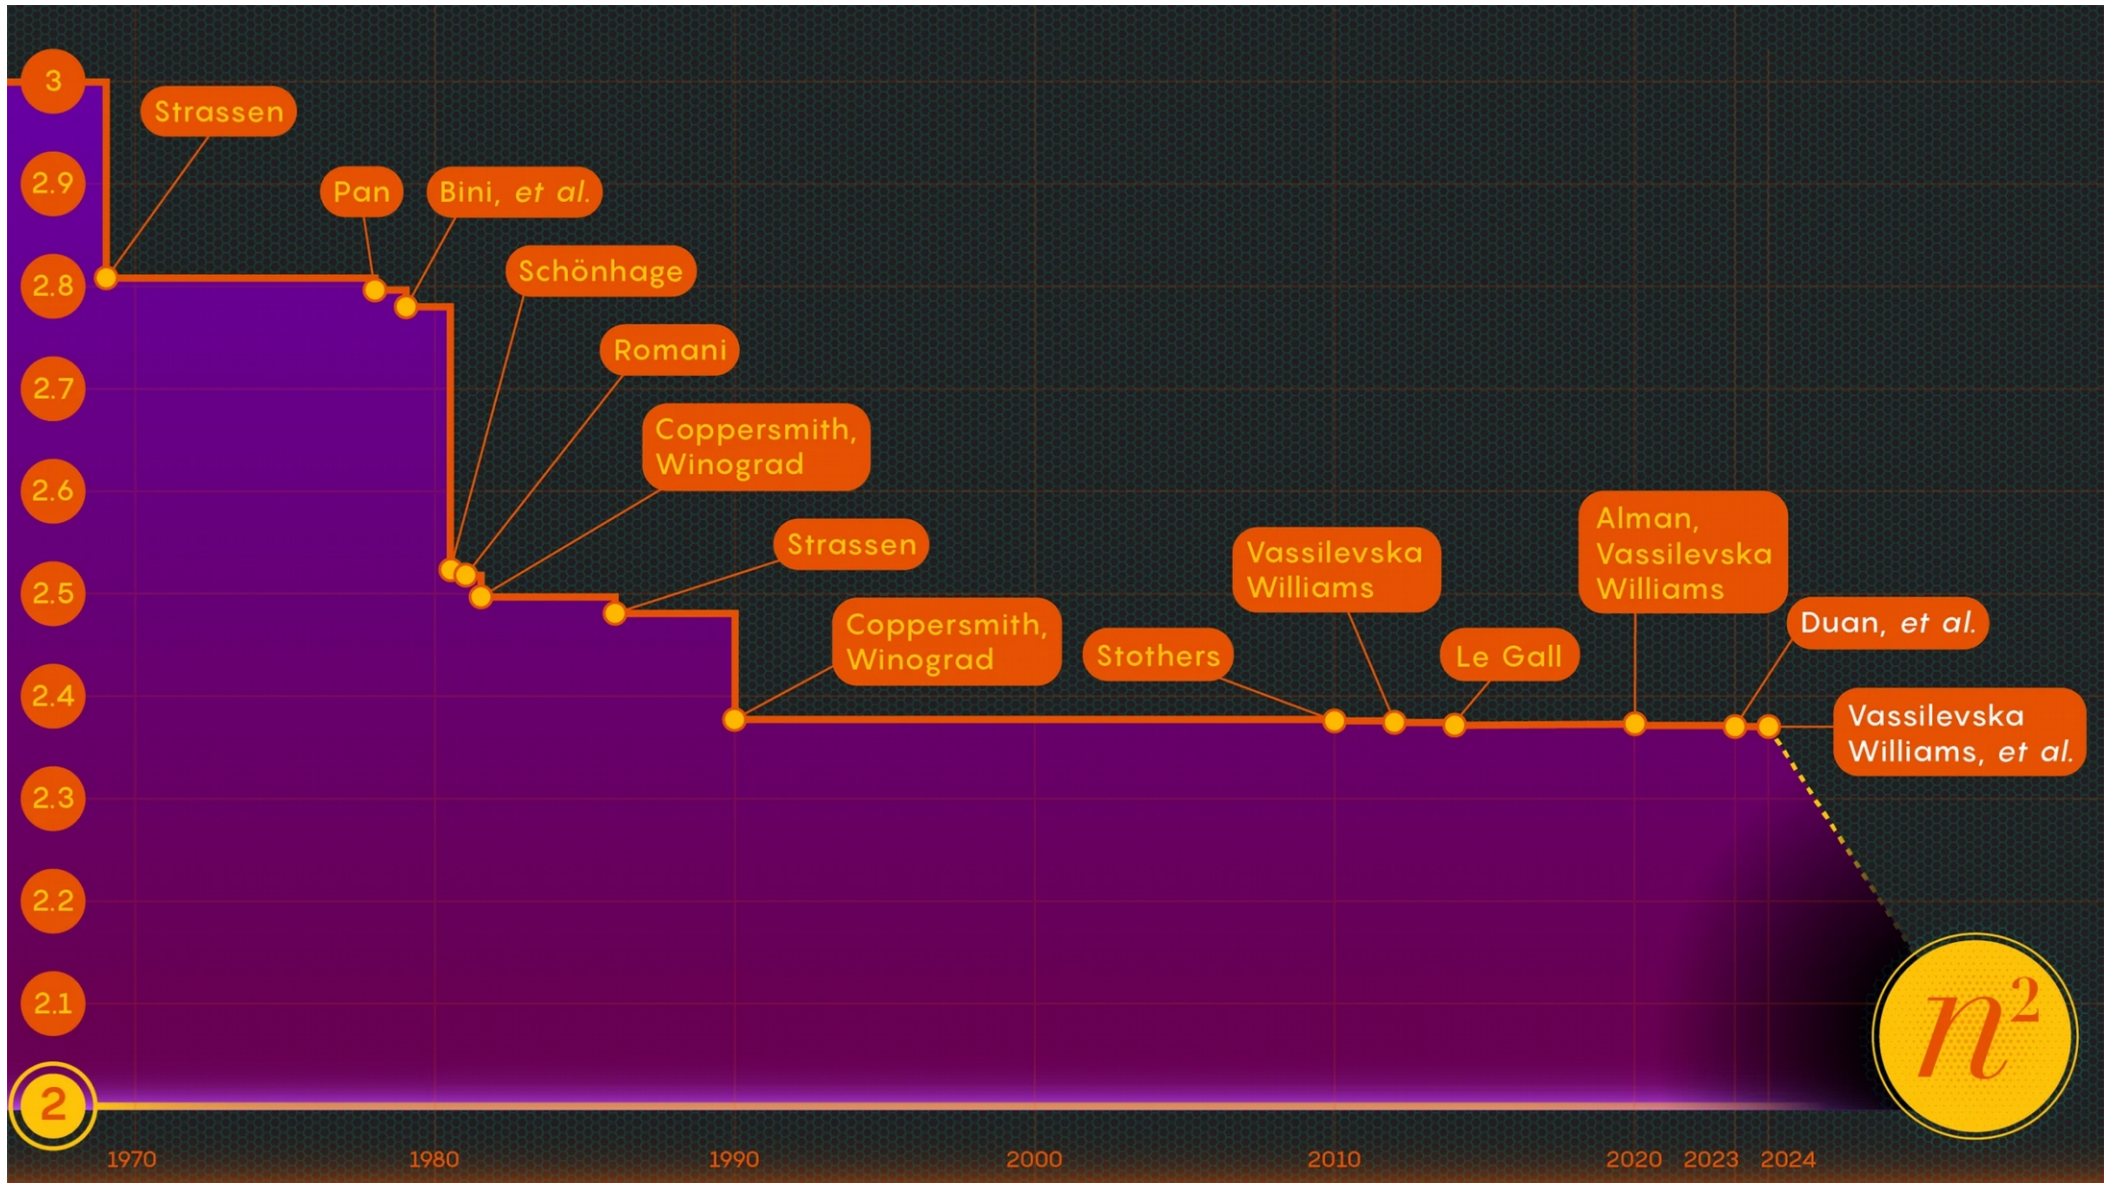 3
Strassen
2.9
Pan
Bini, et al.
2.8
Schönhage
Romani
2.7
Coppersmith,
Winograd
2.6
Strassen
2.5
Coppersmith,
Winograd
Stothers
Vassilevska
Williams
Le Gall
Alman,
Vassilevska
Williams
Duan, et al.
Vassilevska
Williams, et al.
2.4
2.3
2.2
2.1
2
n²
1970
1980
1990
2000
2010
2020
2023
2024